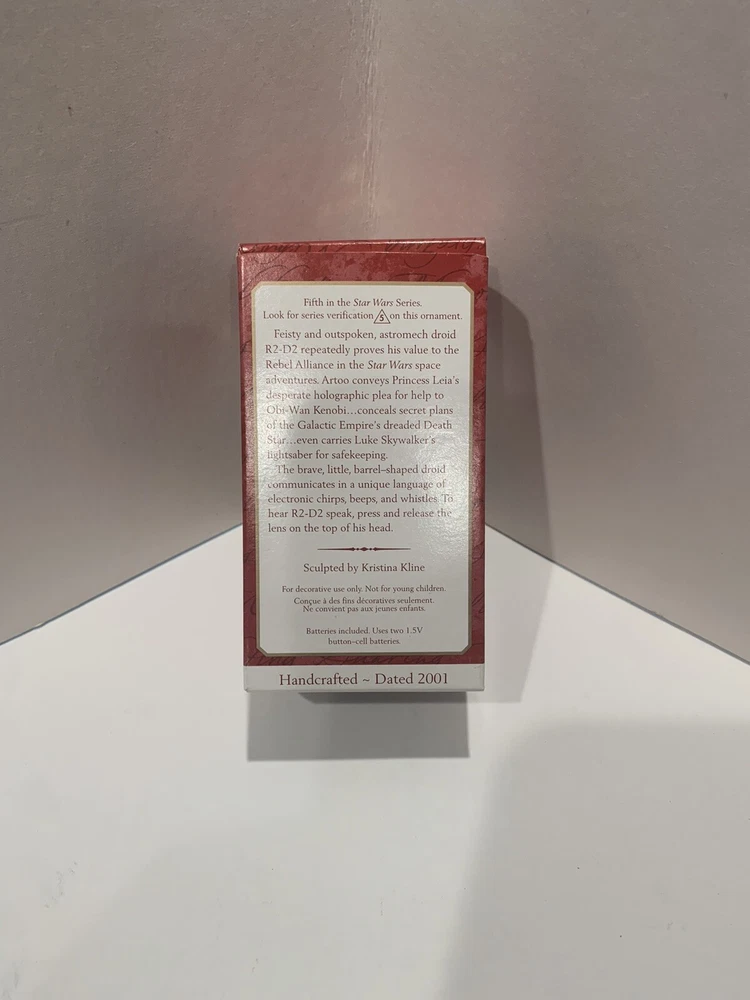 Fifth in the Star Wars Series.
Look for series verification 5 on this ornament.
Feisty and outspoken, astromech droid
R2-D2 repeatedly proves his value to the
Rebel Alliance in the Star Wars space
adventures. Artoo conveys Princess Leia's
desperate holographic plea for help to
Obi-Wan Kenobi...conceals secret plans
of the Galactic Empire's dreaded Death
Star...even carries Luke Skywalker's
lightsaber for safekeeping.
The brave, little, barrel–shaped droid
communicates in a unique language of
electronic chirps, beeps, and whistles. To
hear R2-D2 speak, press and release the
lens on the top of his head.
Sculpted by Kristina Kline
For decorative use only. Not for young children.
Conçue à des fins décoratives seulement.
Ne convient pas aux jeunes enfants.
Batteries included. Uses two 1.5V
button–cell batteries.
Handcrafted ~ Dated 2001